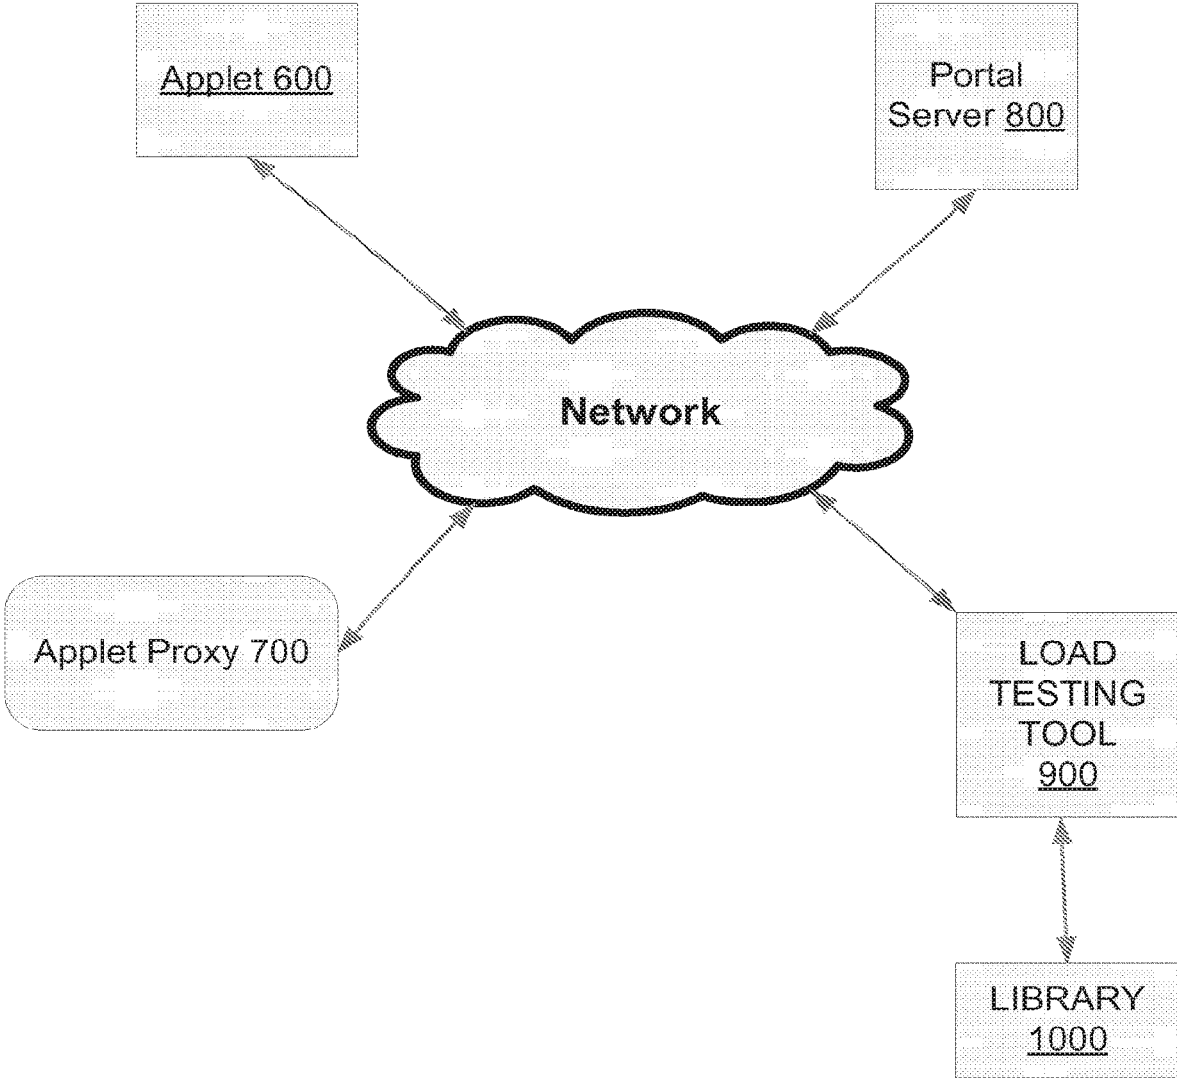 Applet 600
Portal
Server 800
Network
Applet Proxy 700
LOAD
TESTING
TOOL
900
LIBRARY
1000